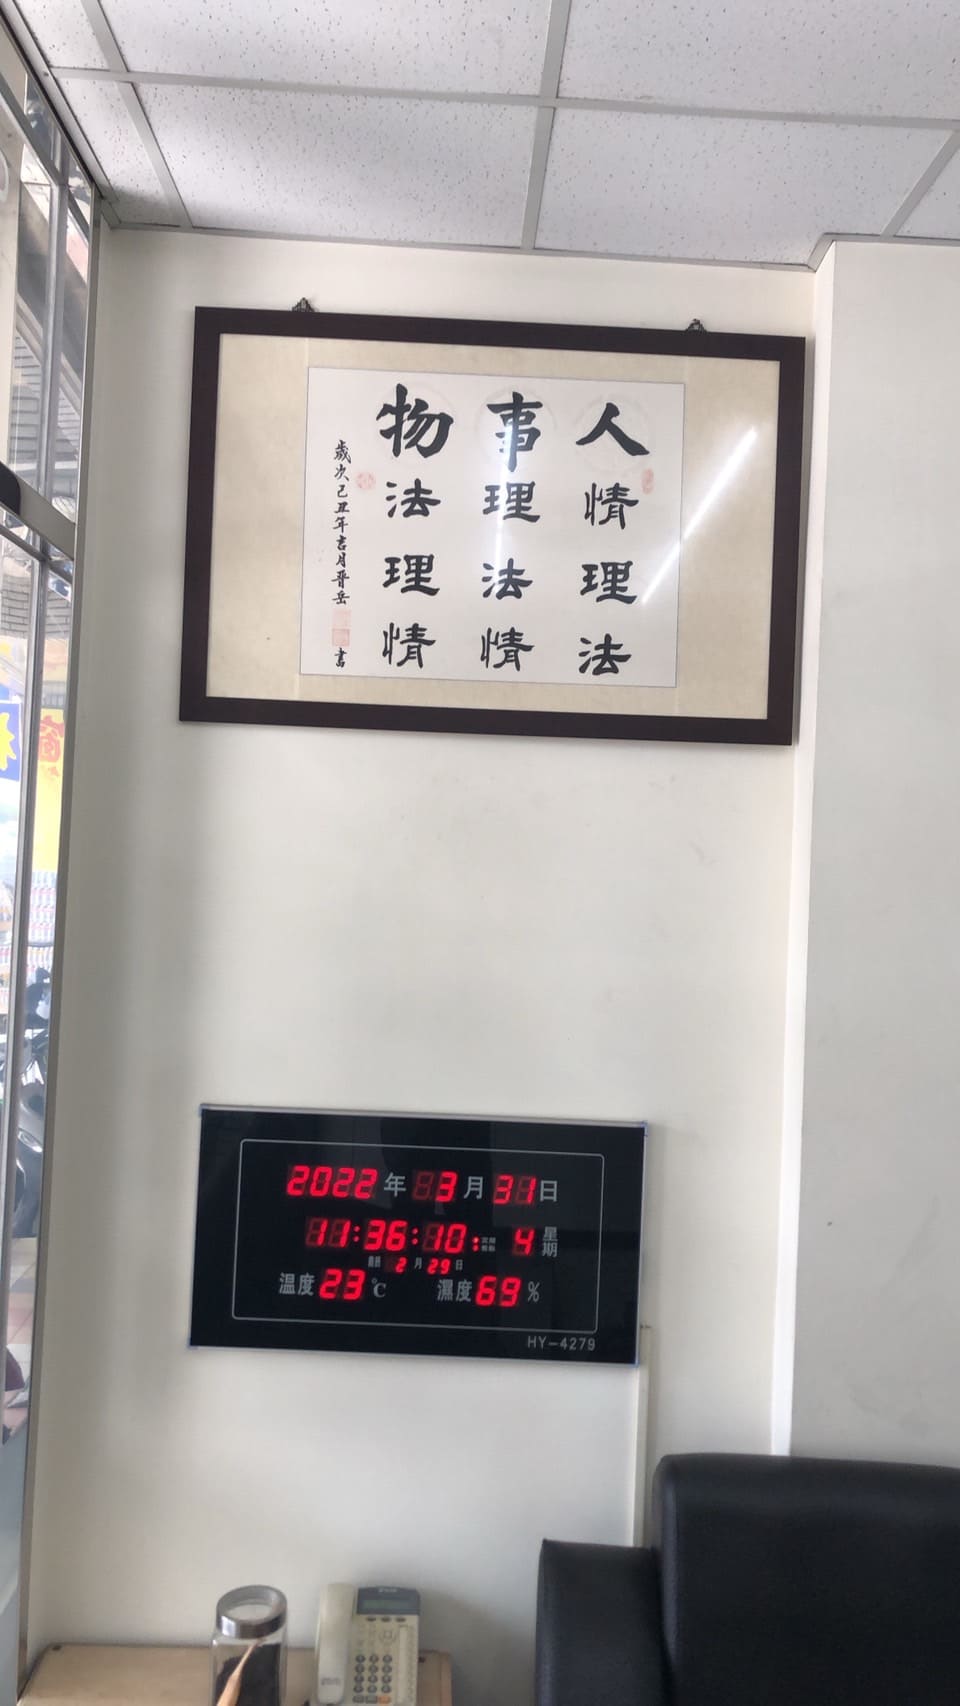 人情理法
事理法情
物法理情
歲次己丑年吉月晉岳
書
2022年 3月31日
11:36:10 4 星期
農曆 2月29日
溫度23℃ 濕度69%
HY-4279